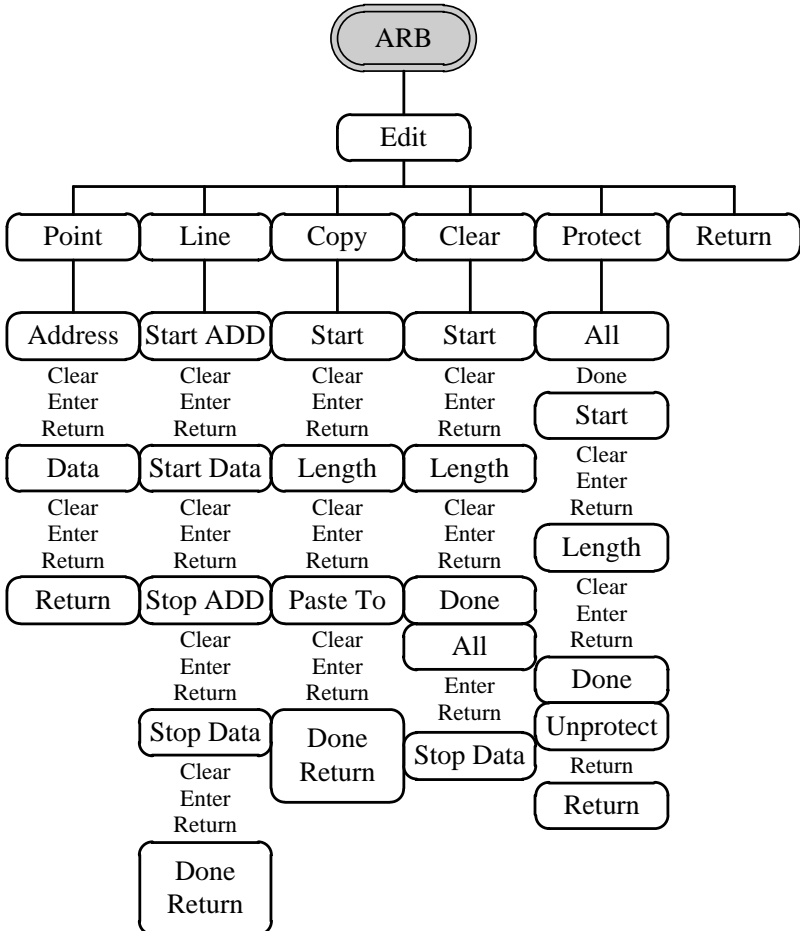 ARB
Edit
Point
Line
Copy
Clear
Protect
Return
Address
Clear
Enter
Return
Data
Clear
Enter
Return
Return
Start ADD
Clear
Enter
Return
Start Data
Clear
Enter
Return
Stop ADD
Clear
Enter
Return
Stop Data
Clear
Enter
Return
Done
Return
Start
Clear
Enter
Return
Length
Clear
Enter
Return
Paste To
Clear
Enter
Return
Done
Return
Start
Clear
Enter
Return
Length
Clear
Enter
Return
Done
All
Enter
Return
Stop Data
All
Done
Start
Clear
Enter
Return
Length
Clear
Enter
Return
Done
Unprotect
Return
Return